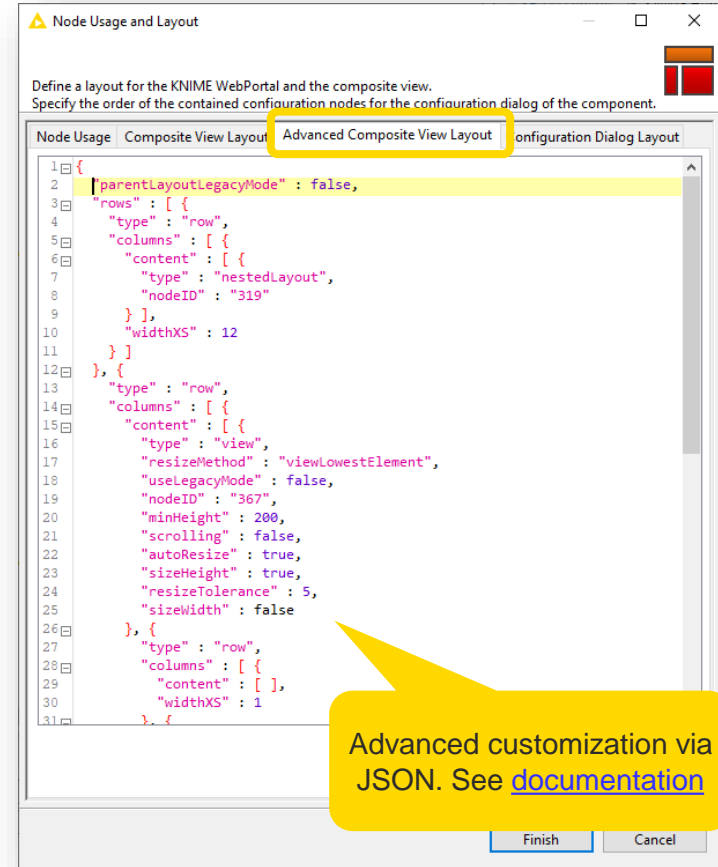 Node Usage and Layout
Define a layout for the KNIME WebPortal and the composite view.
Specify the order of the contained configuration nodes for the configuration dialog of the component.
Node Usage Composite View Layout Advanced Composite View Layout onfiguration Dialog Layout
1 {
2 "parentLayoutLegacyMode" : false,
3 "rows" : [ {
4 "type" : "row",
5 "columns" : [ {
6 "content" : [ {
7 "type" : "nestedLayout",
8 "nodeID" : "319"
9 } ],
10 "widthXS" : 12
11 } ]
12 }, {
13 "type" : "row",
14 "columns" : [ {
15 "content" : [ {
16 "type" : "view",
17 "resizeMethod" : "viewLowestElement",
18 "useLegacyMode" : false,
19 "nodeID" : "367",
20 "minHeight" : 200,
21 "scrolling" : false,
22 "autoResize" : true,
23 "sizeHeight" : true,
24 "resizeTolerance" : 5,
25 "sizeWidth" : false
26 }, {
27 "type" : "row",
28 "columns" : [ {
29 "content" : [ ],
30 "widthXS" : 1
31 }, {
Advanced customization via
JSON. See documentation
Finish Cancel